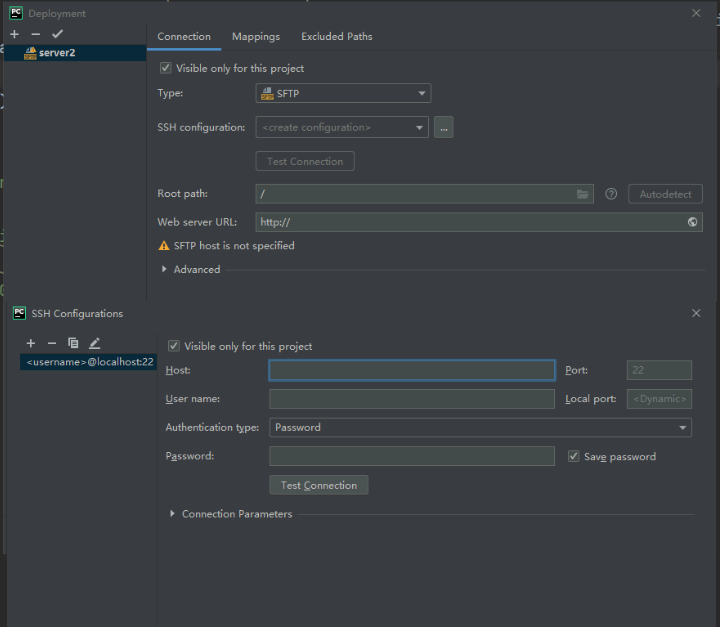 PC Deployment
server2
Connection Mappings Excluded Paths
Visible only for this project
Type: SFTP
SSH configuration: <create configuration> ...
Test Connection
Root path: / Autodetect
Web server URL: http://
SFTP host is not specified
Advanced
PC SSH Configurations
<username>@localhost:22
Visible only for this project
Host: Port: 22
User name: Local port: <Dynamic>
Authentication type: Password
Password: Save password
Test Connection
Connection Parameters